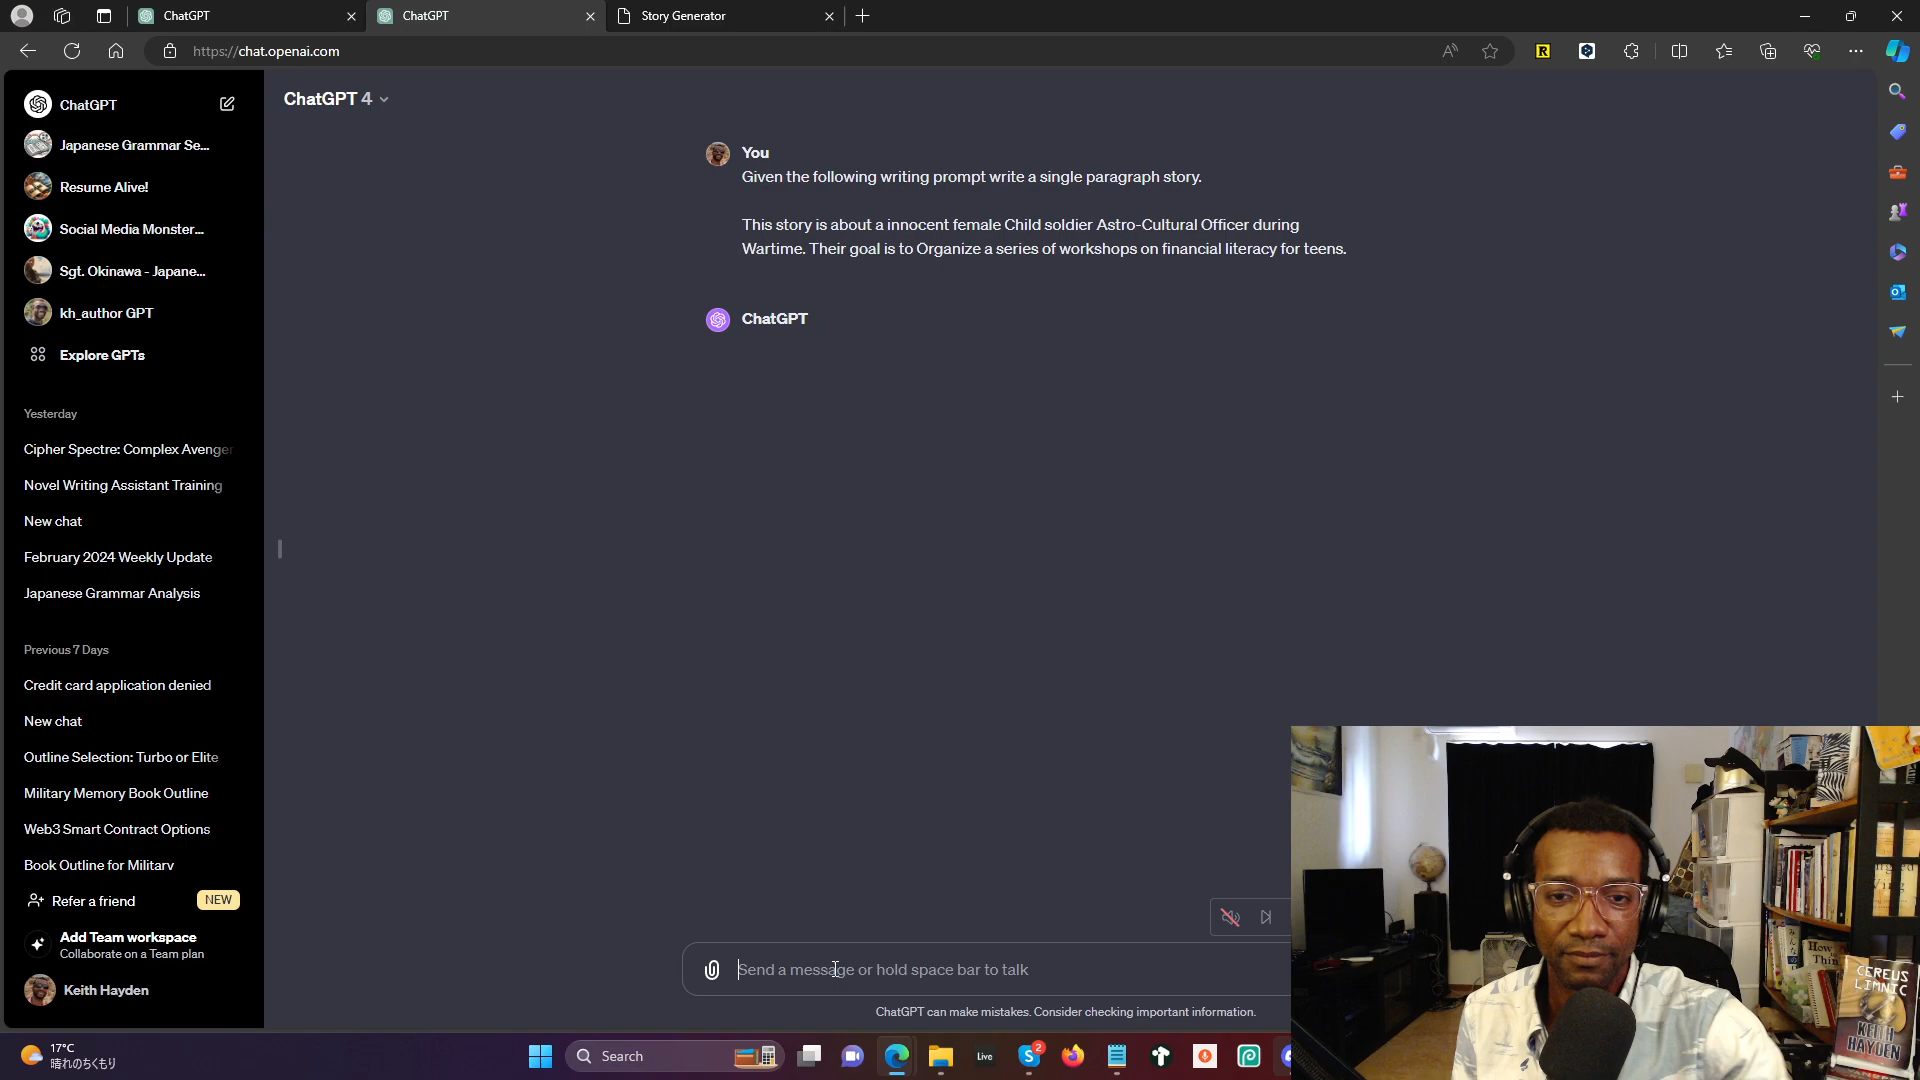 ChatGPT
ChatGPT
Story Generator
https://chat.openai.com
ChatGPT
Japanese Grammar Se...
Resume Alive!
Social Media Monster...
Sgt. Okinawa - Japane...
kh_author GPT
Explore GPTs
Yesterday
Cipher Spectre: Complex Avenger
Novel Writing Assistant Training
New chat
February 2024 Weekly Update
Japanese Grammar Analysis
Previous 7 Days
Credit card application denied
New chat
Outline Selection: Turbo or Elite
Military Memory Book Outline
Web3 Smart Contract Options
Book Outline for Military
Refer a friend
NEW
Add Team workspace
Collaborate on a Team plan
Keith Hayden
ChatGPT 4
You
Given the following writing prompt write a single paragraph story.
This story is about a innocent female Child soldier Astro-Cultural Officer during
Wartime. Their goal is to Organize a series of workshops on financial literacy for teens.
ChatGPT
Send a message or hold space bar to talk
ChatGPT can make mistakes. Consider checking important information.
CEREUS
LIMNIC
KEITH
HAYDEN
17°C
晴れのちくもり
Search
Live
2